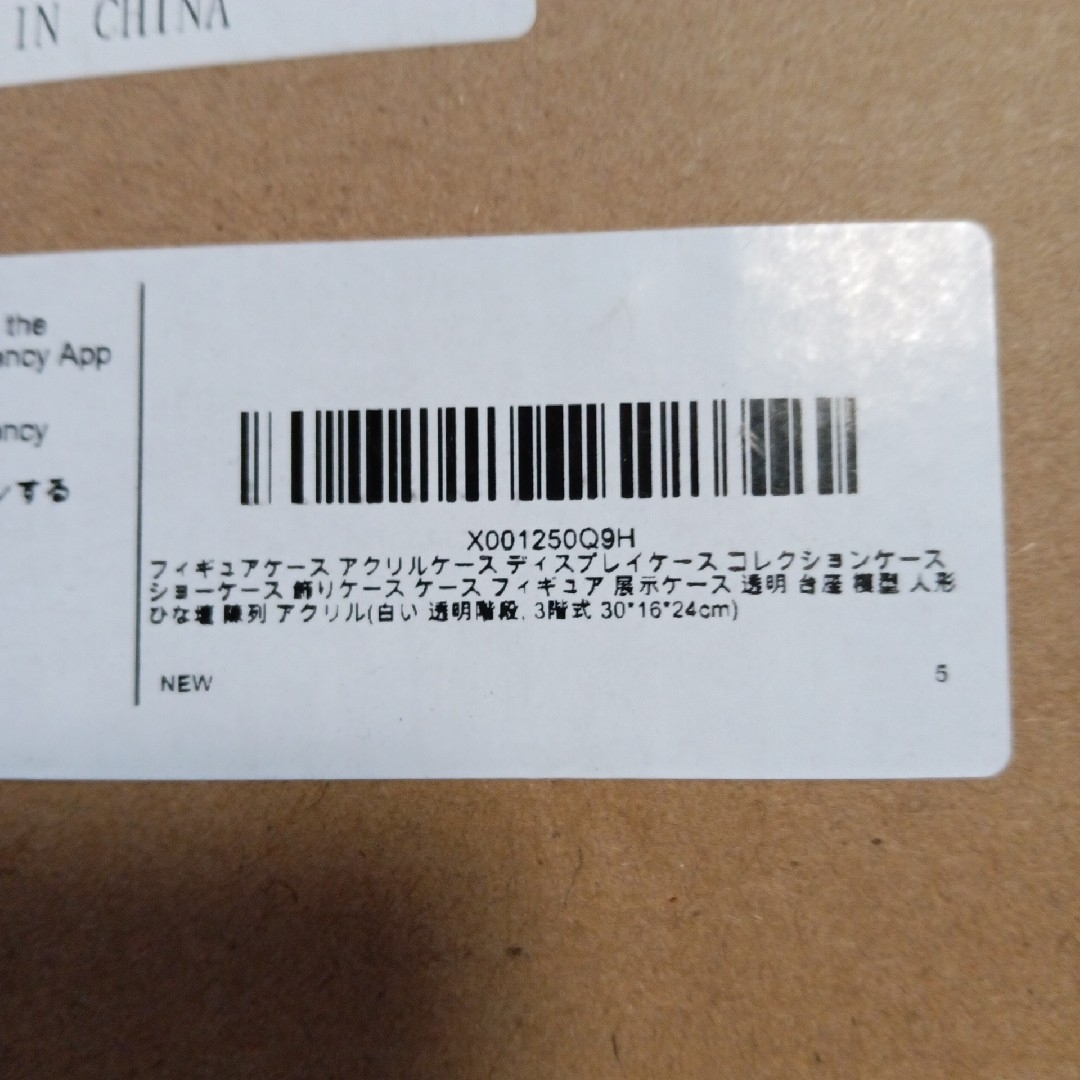 IN CHINA
the
ancy App
ancy
ンする
X001250Q9H
フィギュアケース アクリルケース ディスプレイケース コレクションケース
ショーケース 飾りケース ケース フィギュア 展示ケース 透明 台座 模型 人形
ひな壇 陳列 アクリル(白い 透明階段, 3階式 30*16*24cm)
NEW
5